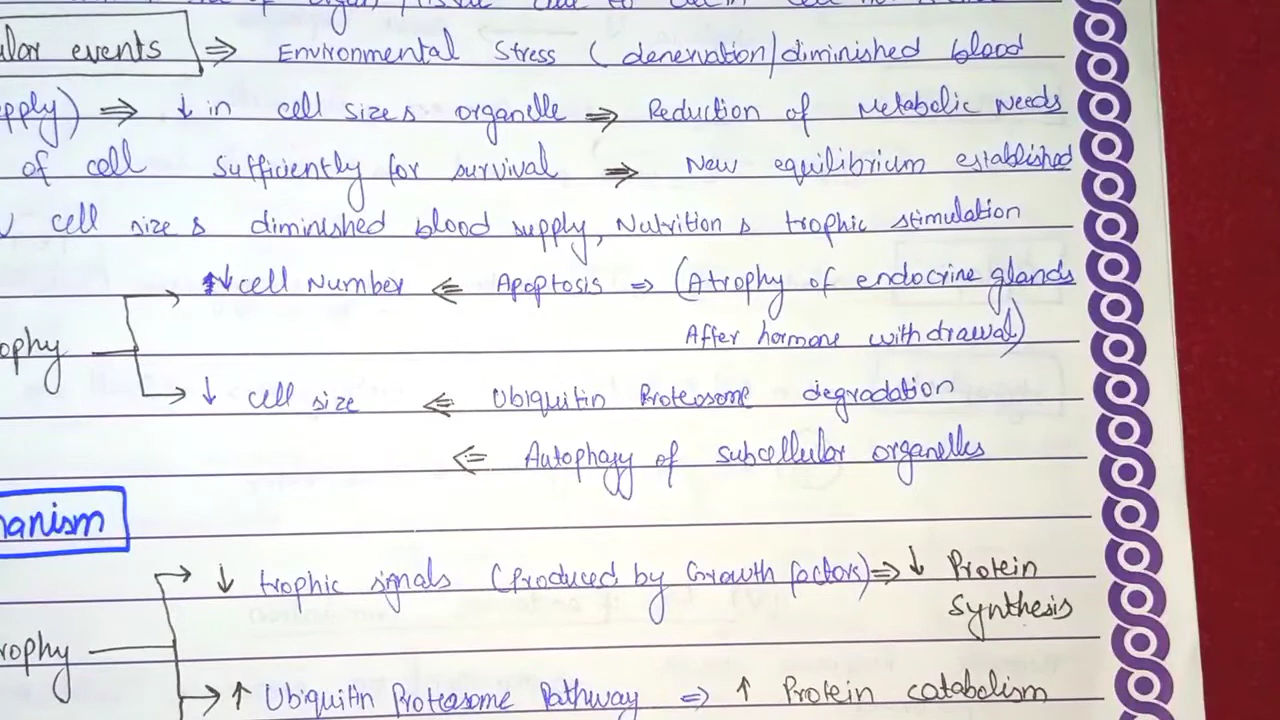 ular events ⇒ Environmental Stress ( denervation/diminished blood
pply) ⇒ ↓ in cell size & organelle ⇒ Reduction of Metabolic Needs
of cell Sufficiently for survival ⇒ New equilibrium established
↓ cell size & diminished blood supply, Nutrition & trophic stimulation
↓ cell Number ⇐ Apoptosis ⇒ (Atrophy of endocrine glands
After hormone withdrawal)
ophy
↓ cell size ⇐ Ubiquitin Proteosome degradation
⇐ Autophagy of subcellular organelles
hanism
↓ trophic signals (Produced by Growth factors) ⇒ ↓ Protein
Synthesis
rophy
↑ Ubiquitin Proteasome Pathway ⇒ ↑ Protein catabolism